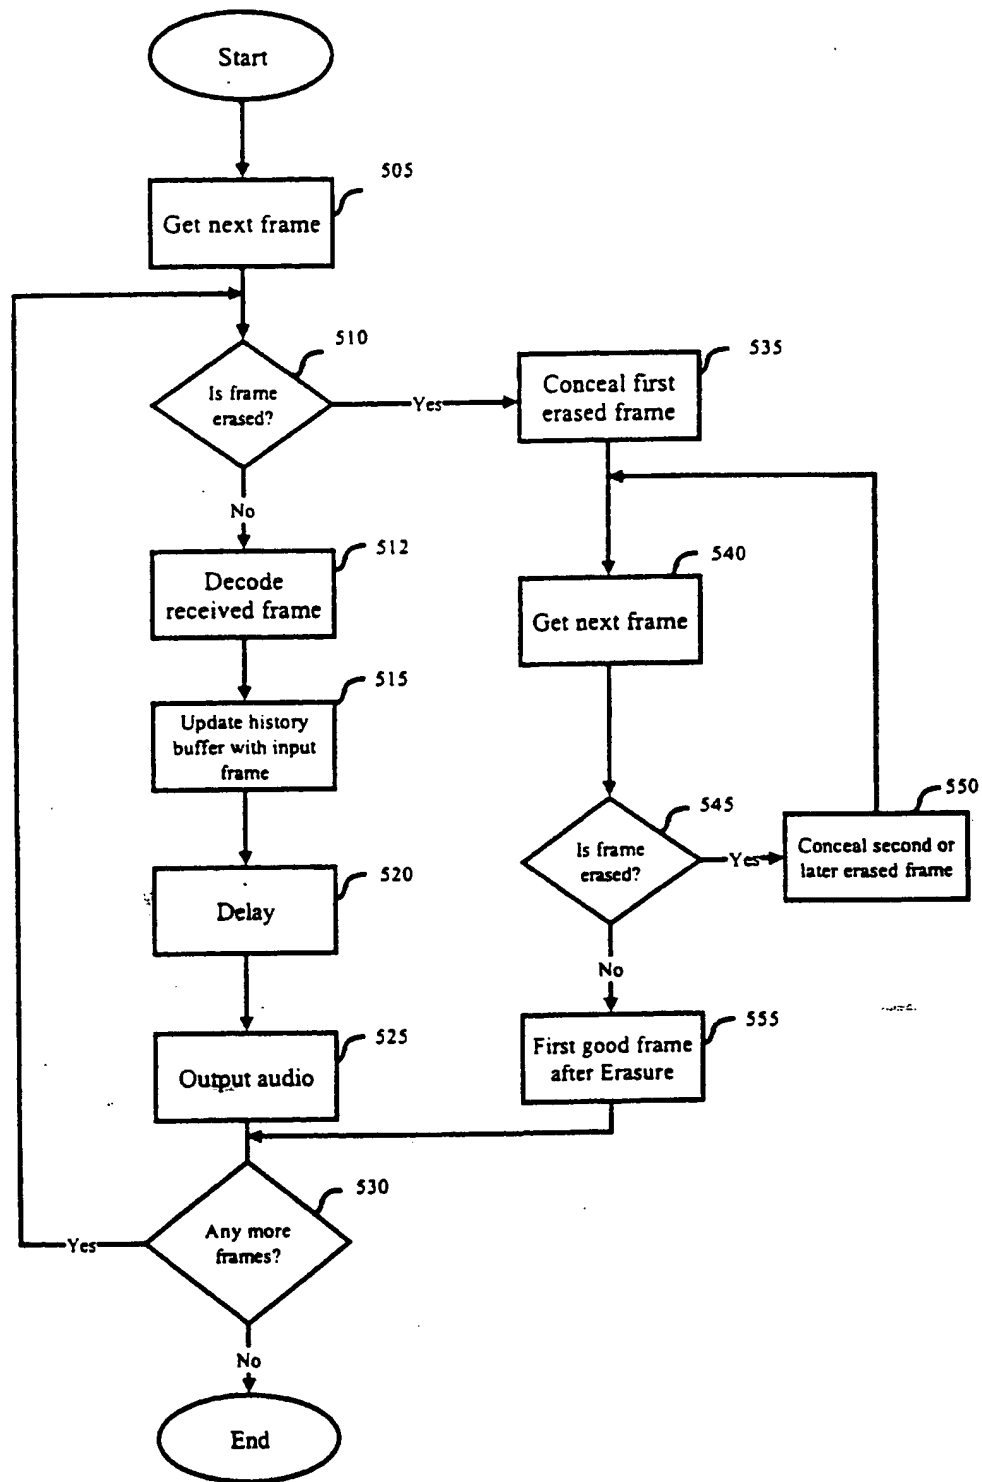 Start
505
Get next frame
510
Is frame
erased?
Yes
535
Conceal first
erased frame
No
512
Decode
received frame
540
Get next frame
515
Update history
buffer with input
frame
545
Is frame
erased?
Yes
550
Conceal second or
later erased frame
520
Delay
No
525
Output audio
555
First good frame
after Erasure
530
Any more
frames?
Yes
No
End